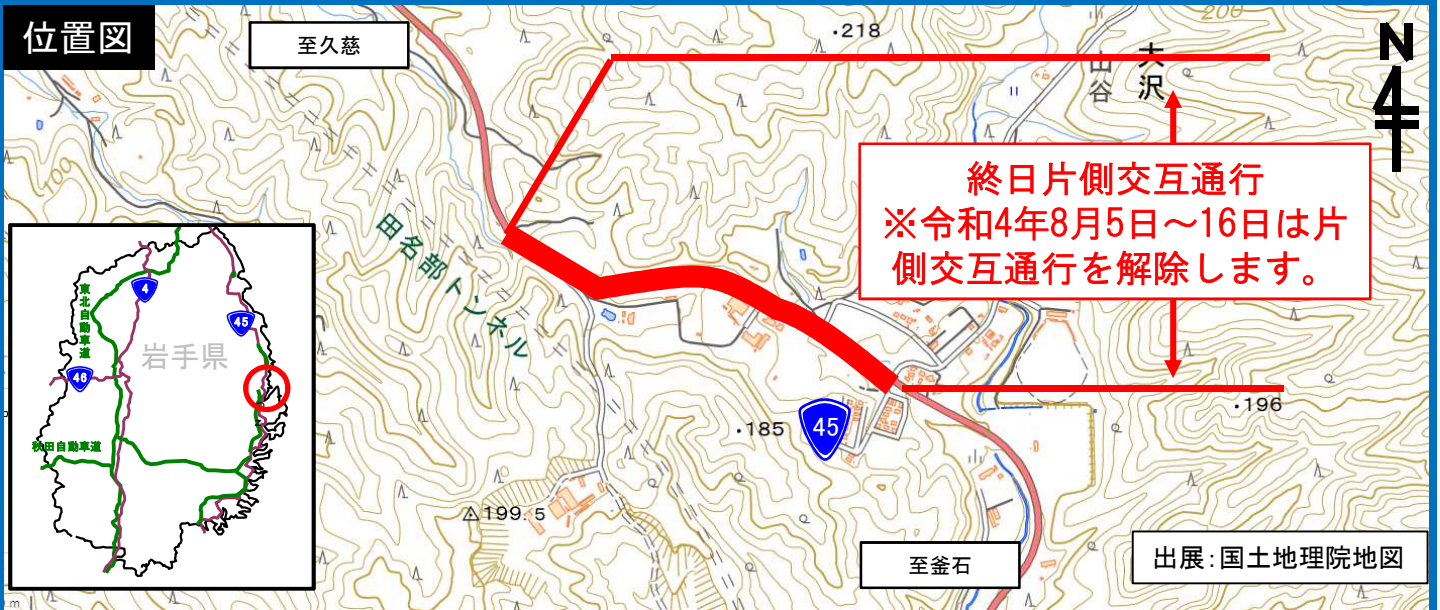 位置図
至久慈
・218
200
大沢
山谷
N
100
終日片側交互通行
※令和4年8月5日～16日は片
側交互通行を解除します。
田名部トンネル
4
45
46
東北自動車道
岩手県
秋田自動車道
・196
・185
45
△199.5
至釜石
出展：国土地理院地図